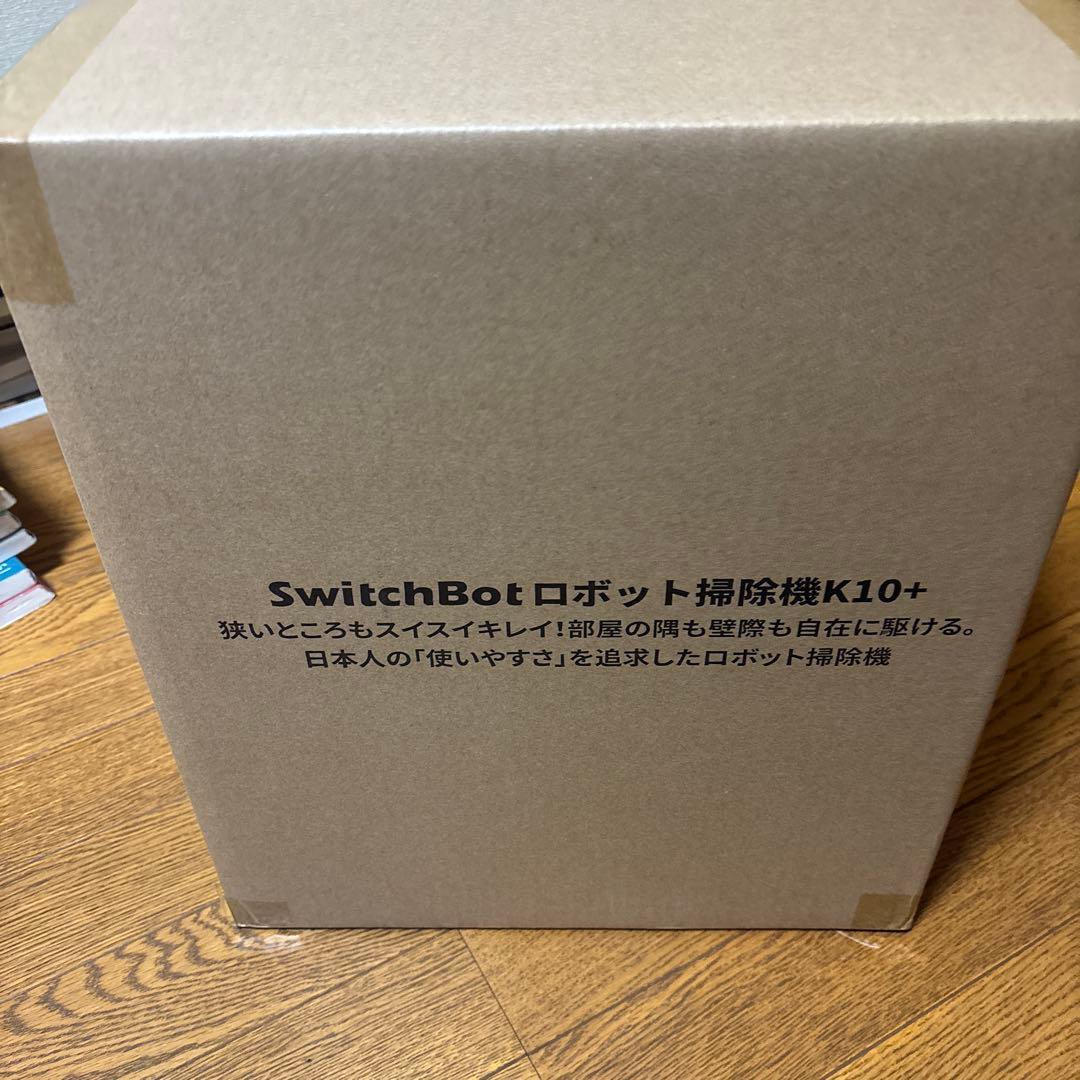 SwitchBotロボット掃除機K10+
狭いところもスイスイキレイ!部屋の隅も壁際も自在に駆ける。
日本人の「使いやすさ」を追求したロボット掃除機